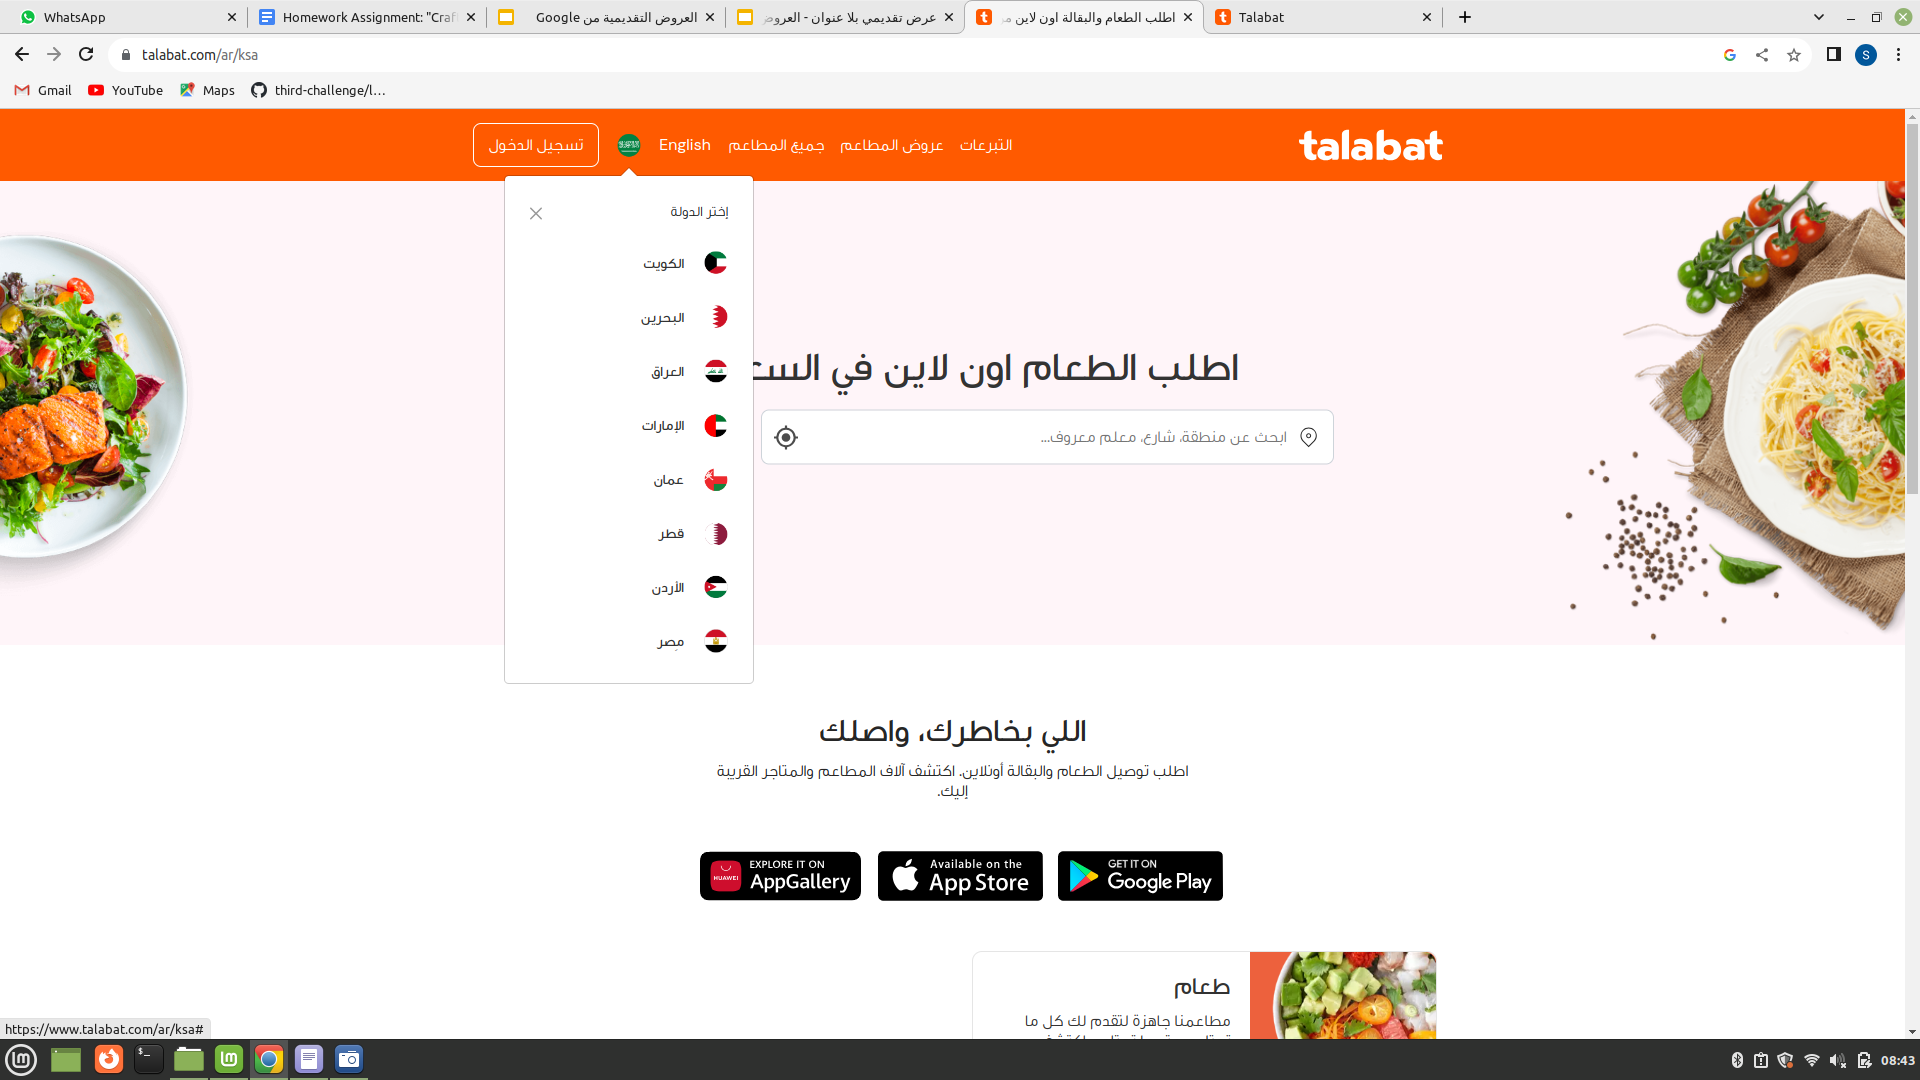 WhatsApp
Homework Assignment: "Craf
العروض التقديمية من Google
عرض تقديمي بلا عنوان - العروض
اطلب الطعام والبقالة اون لاين
Talabat
talabat.com/ar/ksa
S
Gmail
YouTube
Maps
third-challenge/l...
talabat
التبرعات
عروض المطاعم
جميع المطاعم
English
تسجيل الدخول
إختر الدولة
الكويت
البحرين
العراق
الإمارات
عمان
قطر
الأردن
مصر
اطلب الطعام اون لاين في السع
ابحث عن منطقة، شارع، معلم معروف...
اللي بخاطرك، واصلك
اطلب توصيل الطعام والبقالة أونلاين. اكتشف آلاف المطاعم والمتاجر القريبة
إليك.
EXPLORE IT ON
AppGallery
HUAWEI
Available on the
App Store
GET IT ON
Google Play
طعام
مطاعمنا جاهزة لتقدم لك كل ما
https://www.talabat.com/ar/ksa#
08:43